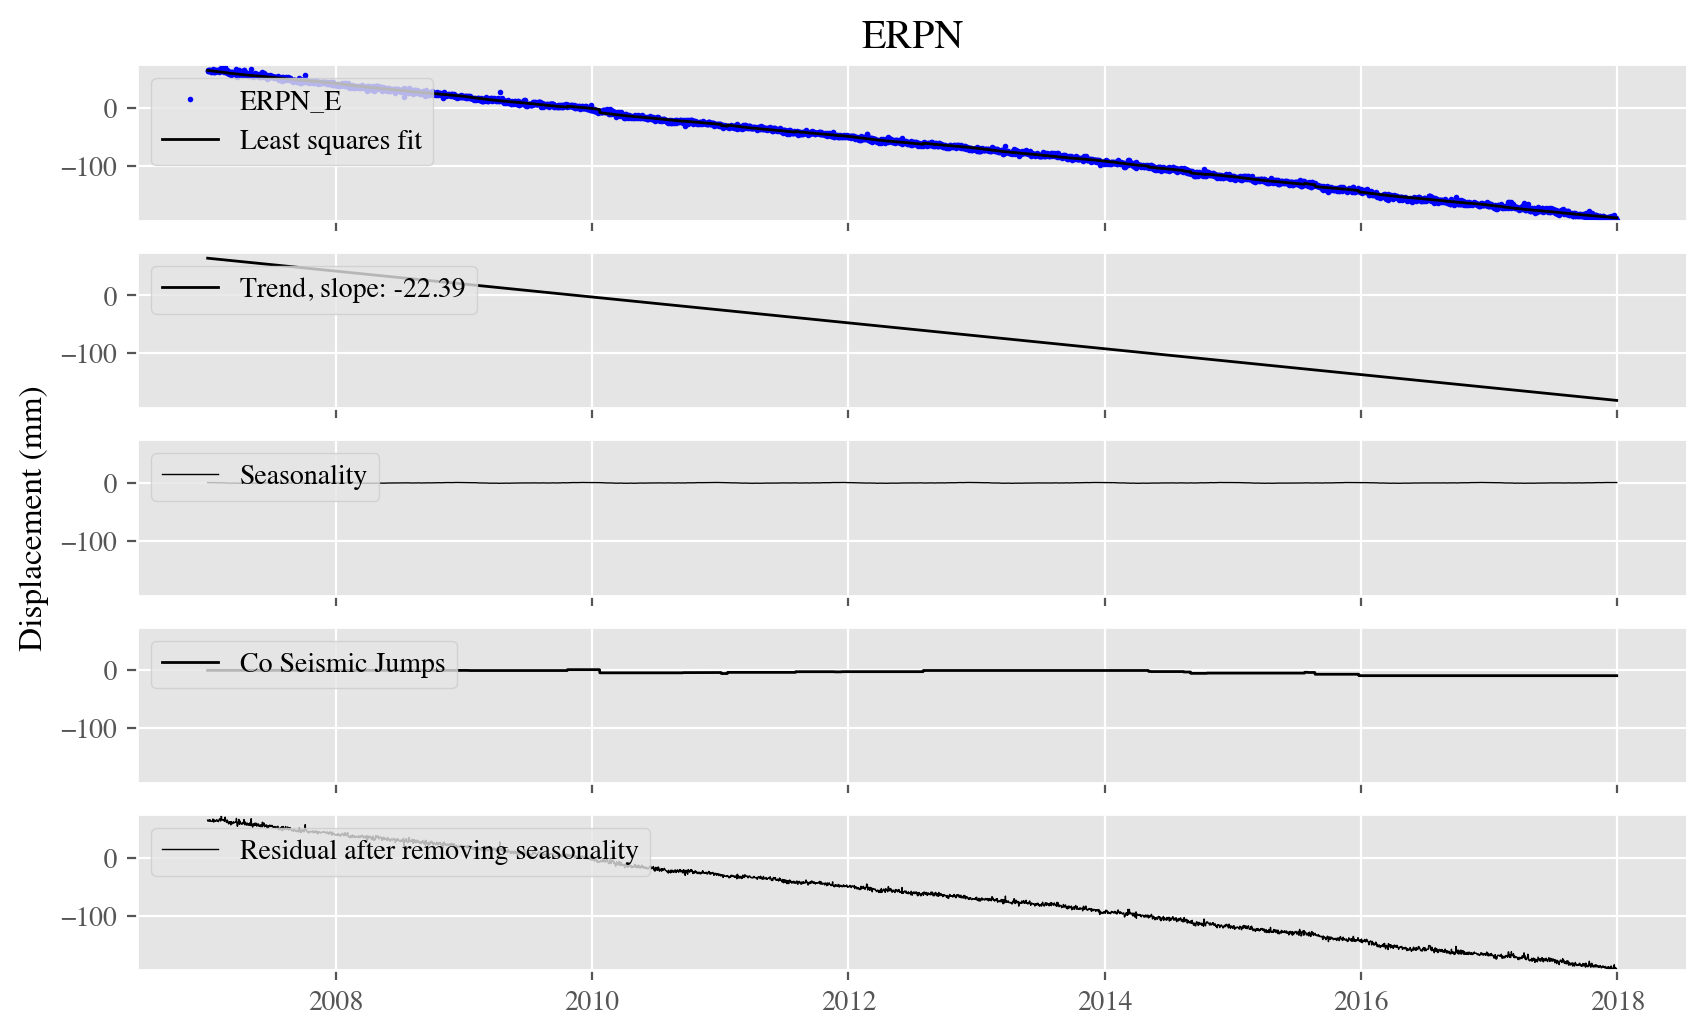 ERPN
0
−100
ERPN_E
Least squares fit
0
−100
Trend, slope: -22.39
Displacement (mm)
0
−100
Seasonality
0
−100
Co Seismic Jumps
0
−100
Residual after removing seasonality
2008 2010 2012 2014 2016 2018